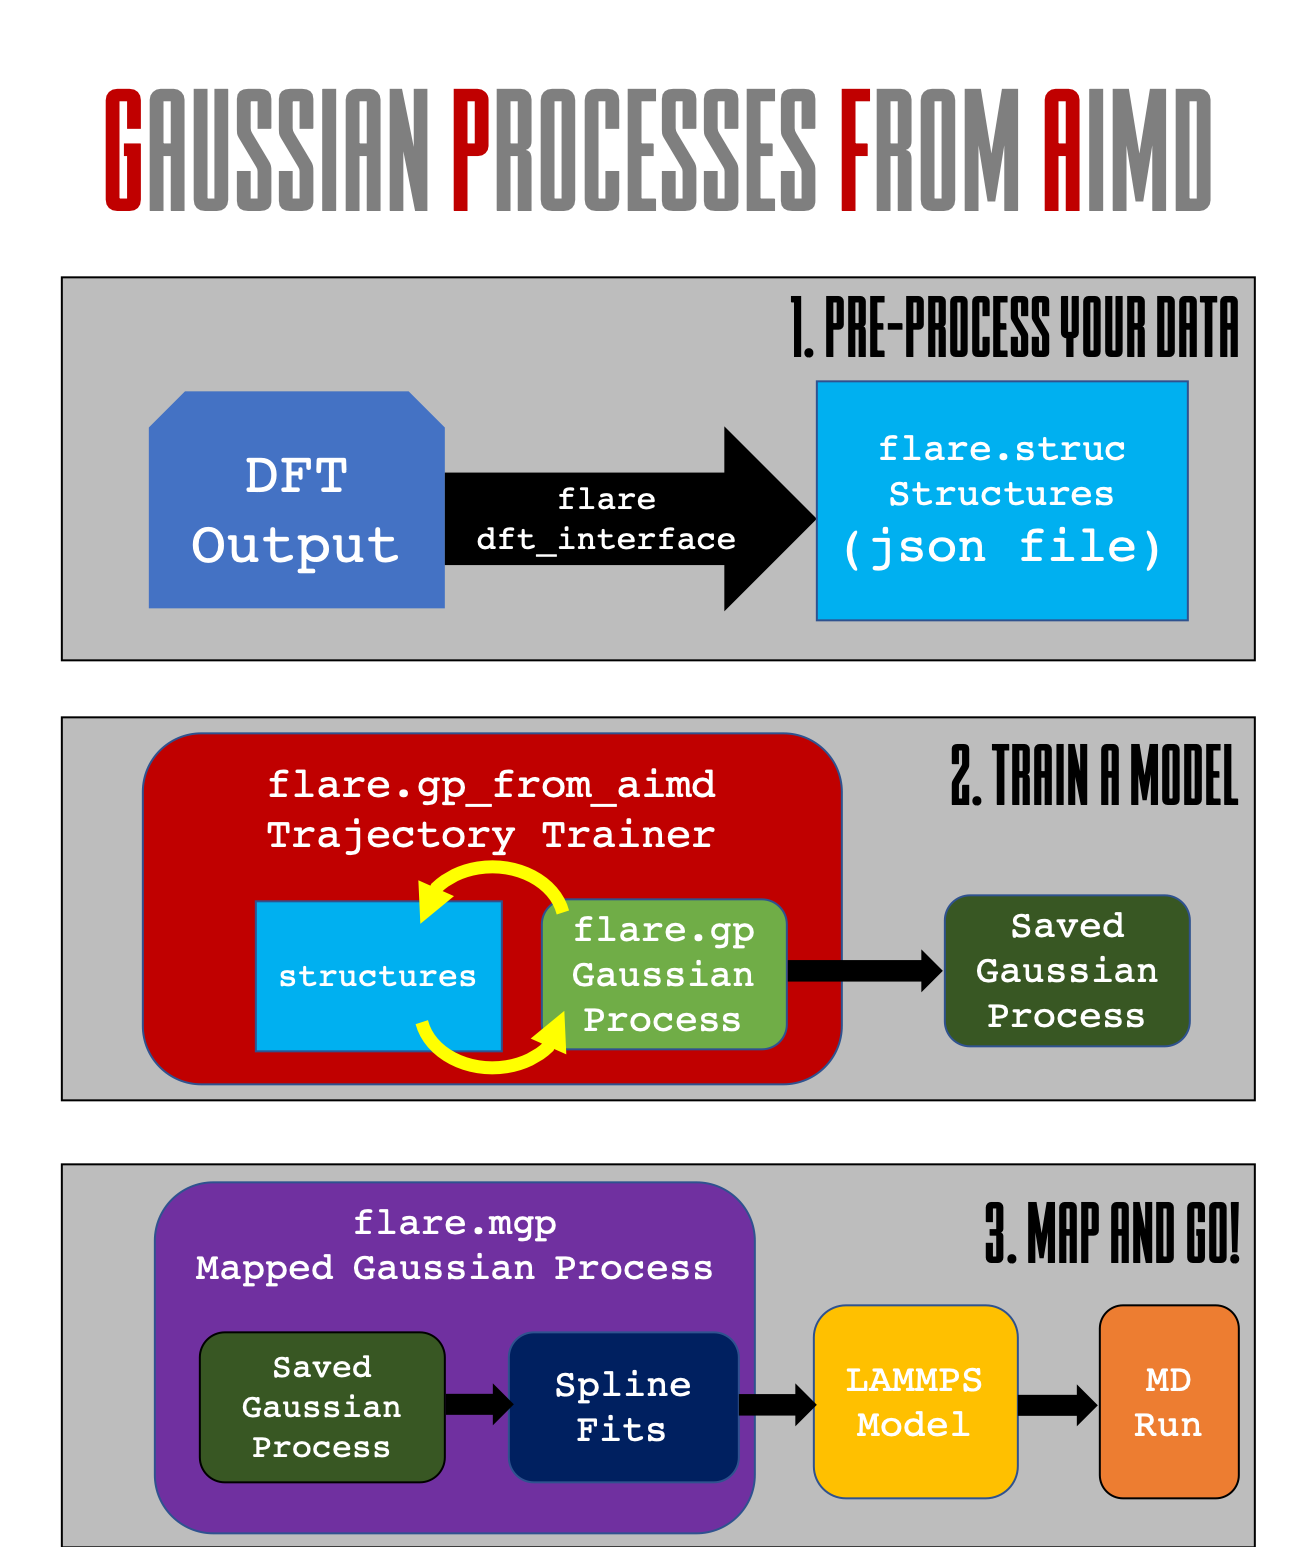 GAUSSIAN PROCESSES FROM AIMD
1. PRE-PROCESS YOUR DATA
DFT
Output
flare
dft_interface
flare.struc
Structures
(json file)
2. TRAIN A MODEL
flare.gp_from_aimd
Trajectory Trainer
structures
flare.gp
Gaussian
Process
Saved
Gaussian
Process
3. MAP AND GO!
flare.mgp
Mapped Gaussian Process
Saved
Gaussian
Process
Spline
Fits
LAMMPS
Model
MD
Run